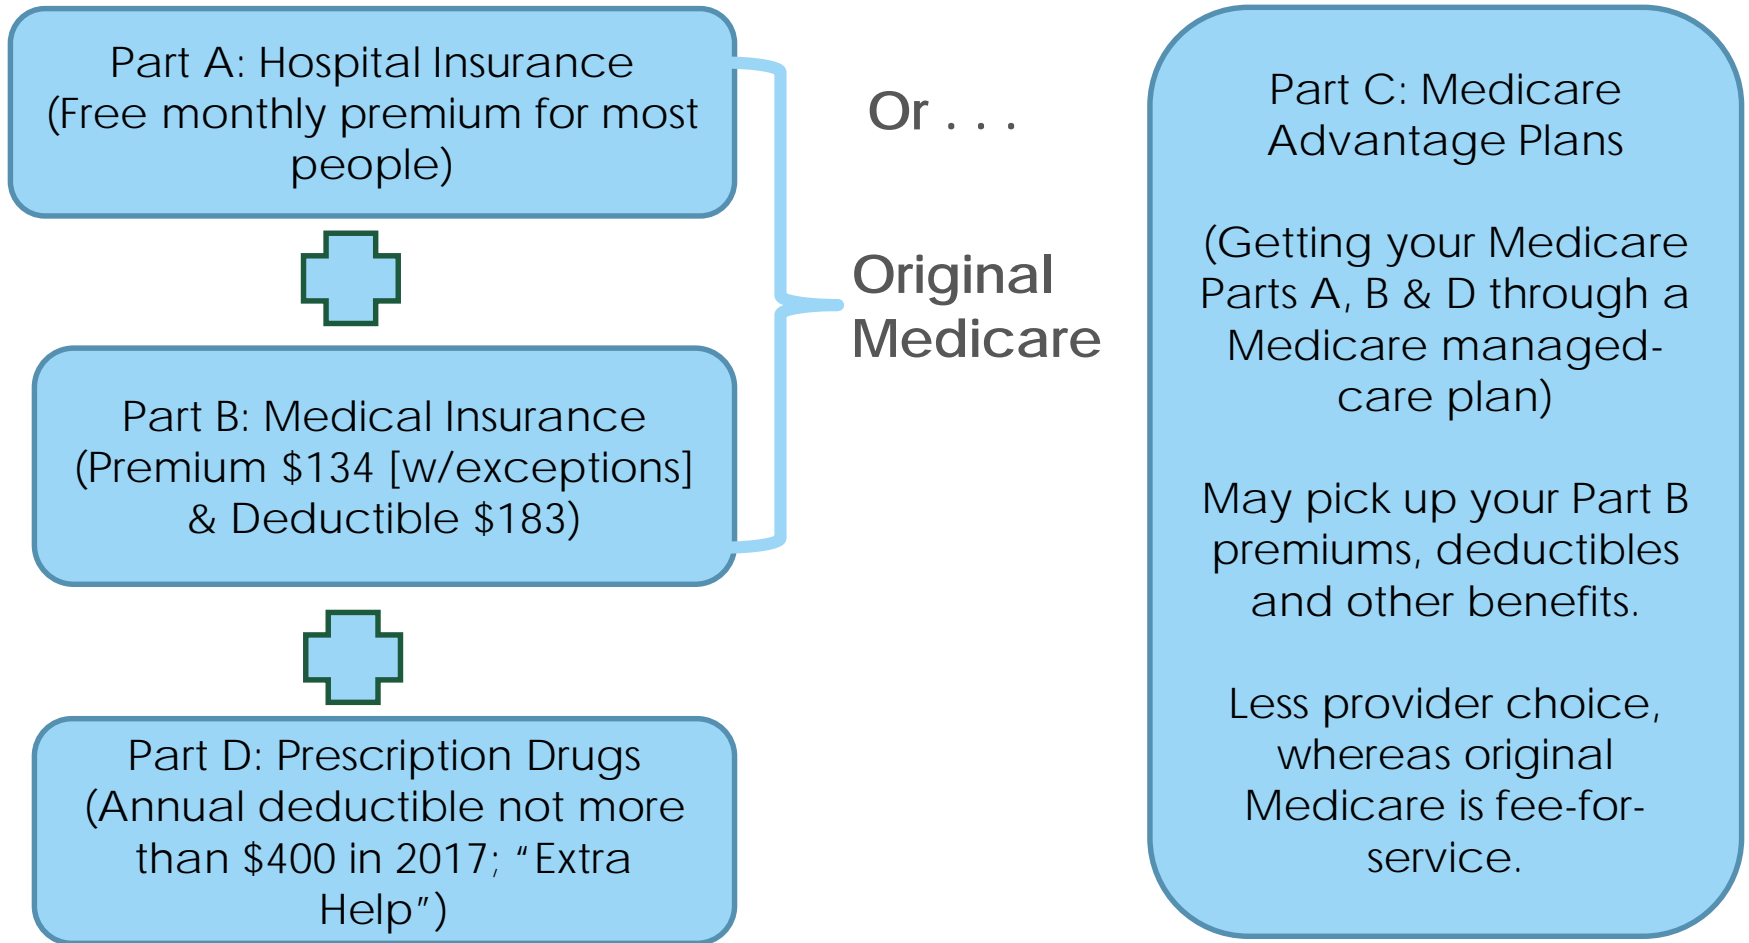 Part A: Hospital Insurance
(Free monthly premium for most
people)
Part B: Medical Insurance
(Premium $134 [w/exceptions]
& Deductible $183)
Part D: Prescription Drugs
(Annual deductible not more
than $400 in 2017; “Extra
Help”)
Or . . .
Original
Medicare
Part C: Medicare
Advantage Plans
(Getting your Medicare
Parts A, B & D through a
Medicare managed-
care plan)
May pick up your Part B
premiums, deductibles
and other benefits.
Less provider choice,
whereas original
Medicare is fee-for-
service.